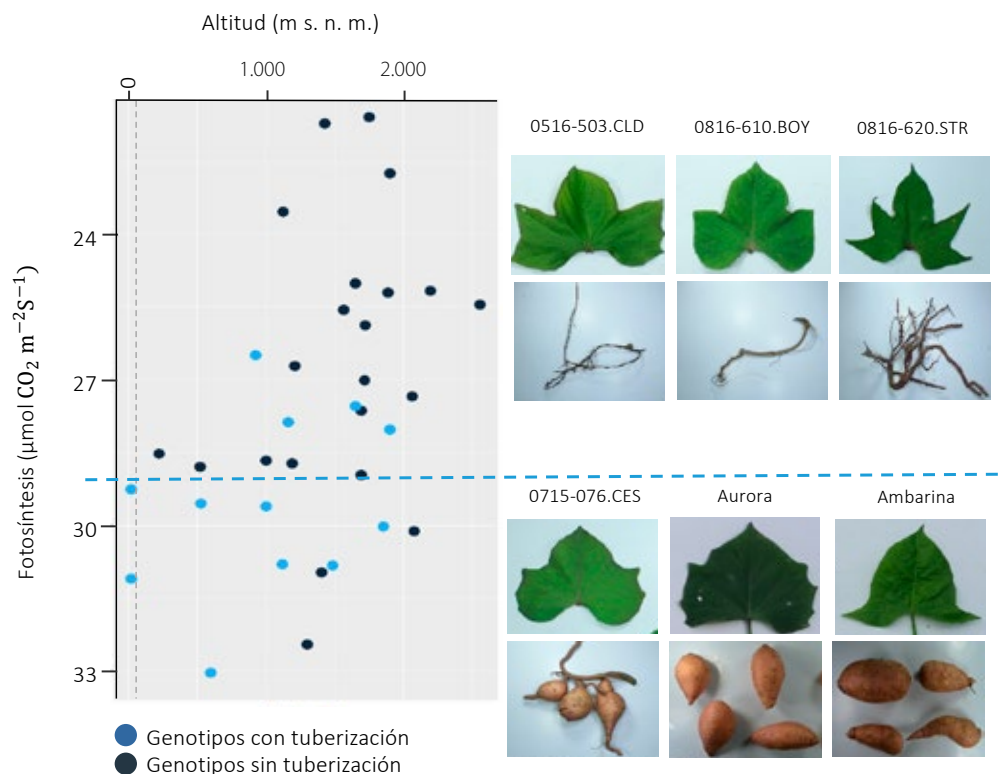 Altitud (m s. n. m.)
0
1.000
2.000
Fotosíntesis (µmol CO₂ m⁻²S⁻¹)
24
27
30
33
0516-503.CLD
0816-610.BOY
0816-620.STR
0715-076.CES
Aurora
Ambarina
Genotipos con tuberización
Genotipos sin tuberización